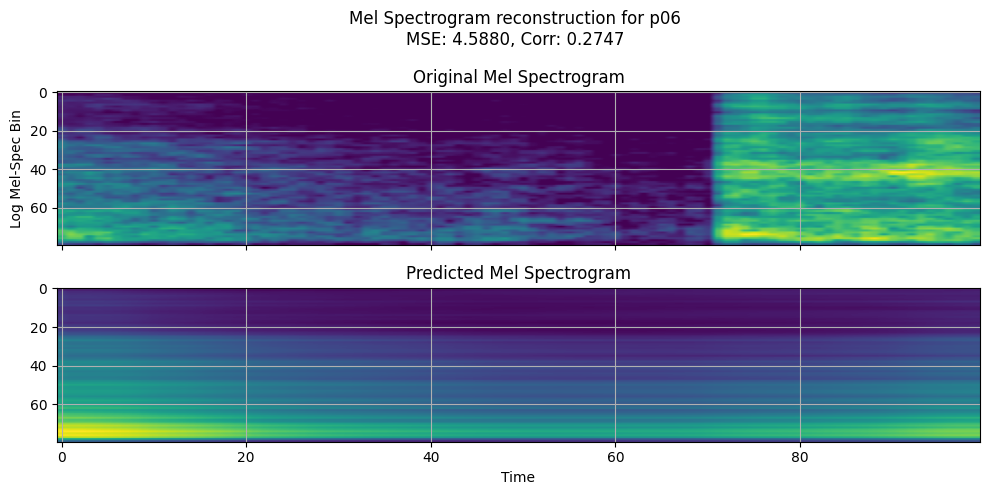 Mel Spectrogram reconstruction for p06
MSE: 4.5880, Corr: 0.2747
Original Mel Spectrogram
0
20
40
60
Log Mel-Spec Bin
Predicted Mel Spectrogram
0
20
40
60
0 20 40 60 80
Time